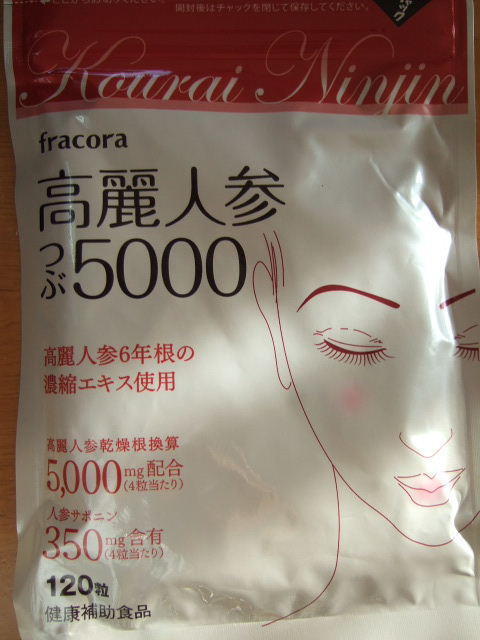 開封後はチャックを閉じて保存してください。
Kourai Ninjin
fracora
高麗人参
つぶ5000
高麗人参6年根の
濃縮エキス使用
高麗人参乾燥根換算
5,000mg配合
(4粒当たり)
人参サポニン
350mg含有
(4粒当たり)
120粒
健康補助食品